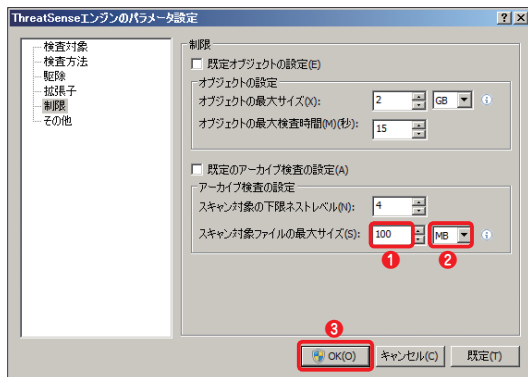 ThreatSenseエンジンのパラメータ設定
検査対象
検査方法
駆除
拡張子
制限
その他
制限
既定オブジェクトの設定(E)
オブジェクトの設定
オブジェクトの最大サイズ(X): 2 GB
オブジェクトの最大検査時間(M)(秒): 15
既定のアーカイブ検査の設定(A)
アーカイブ検査の設定
スキャン対象の下限ネストレベル(N): 4
スキャン対象ファイルの最大サイズ(S): 100 MB
1 2
3
OK(O) キャンセル(C) 既定(T)